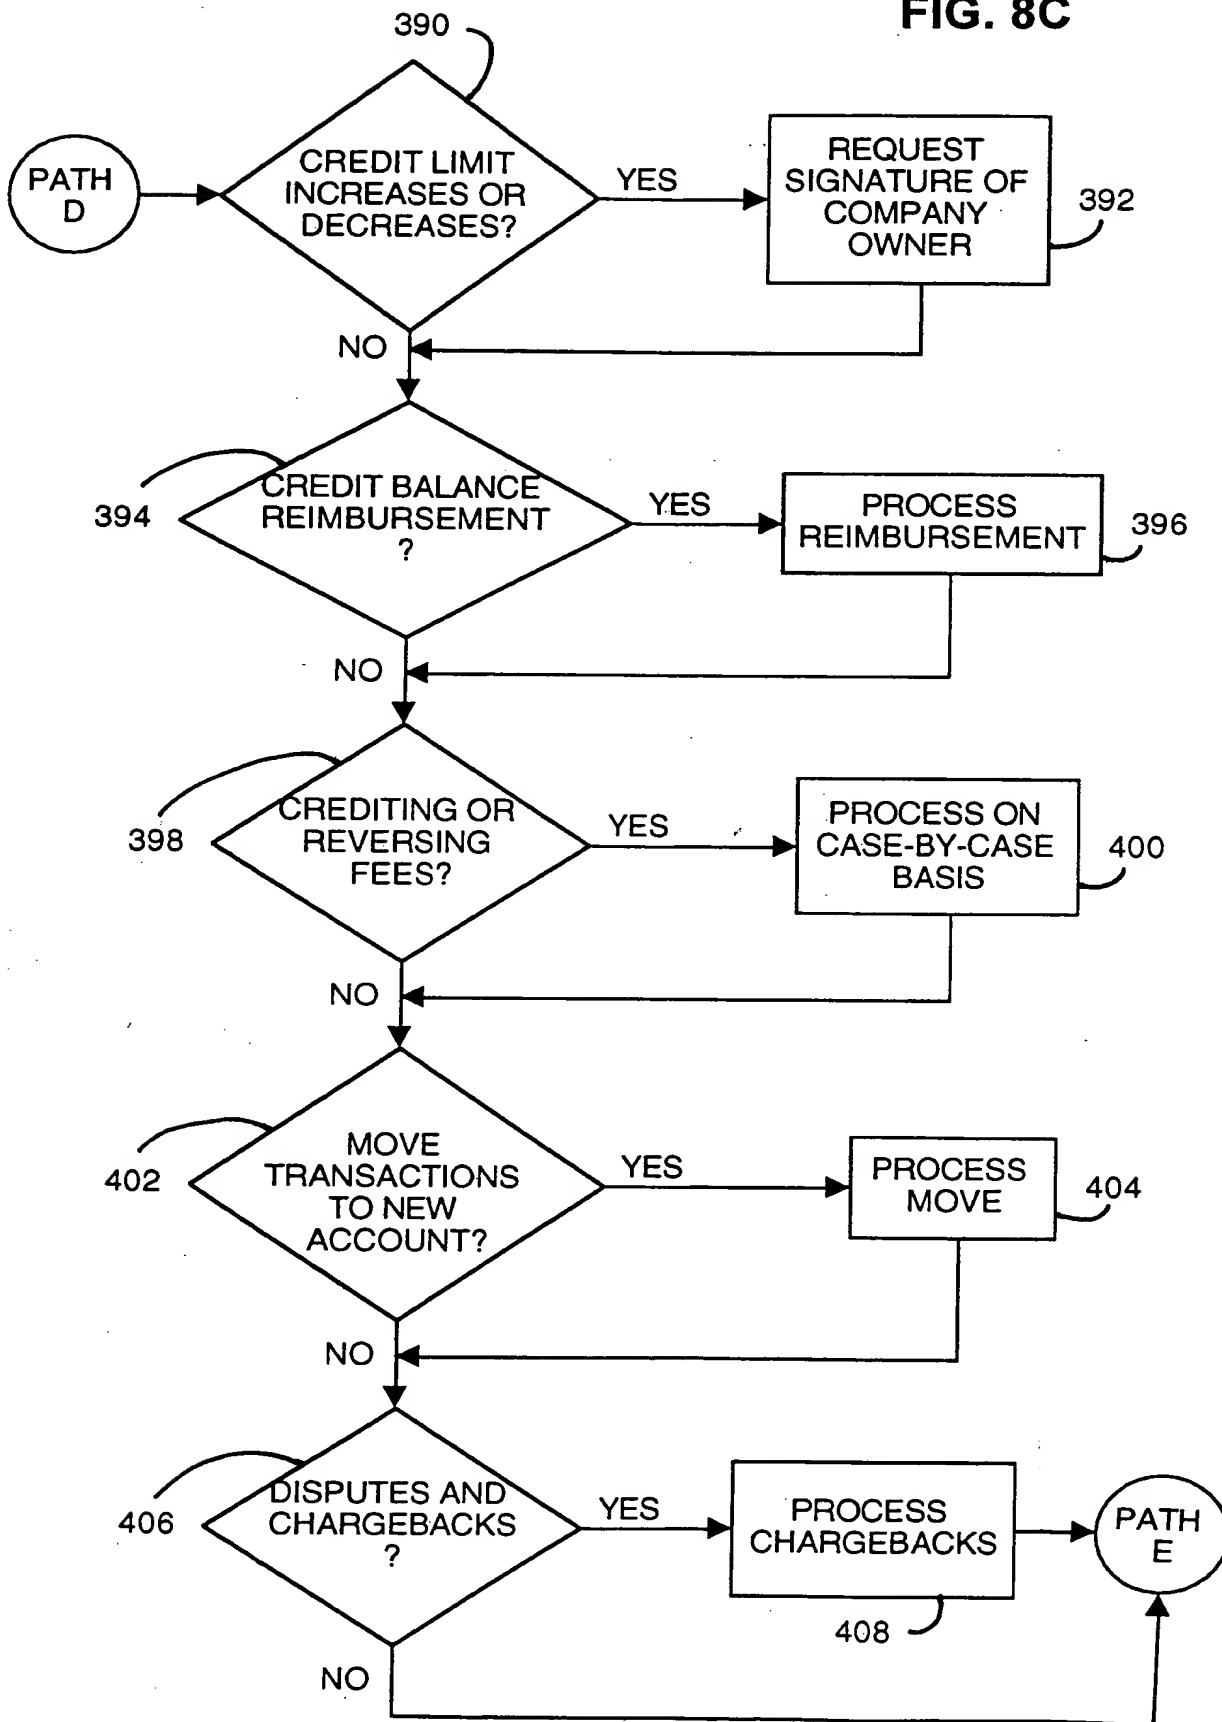 FIG. 8C
390
PATH
D
CREDIT LIMIT
INCREASES OR
DECREASES?
YES
REQUEST
SIGNATURE OF
COMPANY
OWNER
392
NO
394
CREDIT BALANCE
REIMBURSEMENT
?
YES
PROCESS
REIMBURSEMENT
396
NO
398
CREDITING OR
REVERSING
FEES?
YES
PROCESS ON
CASE-BY-CASE
BASIS
400
NO
402
MOVE
TRANSACTIONS
TO NEW
ACCOUNT?
YES
PROCESS
MOVE
404
NO
406
DISPUTES AND
CHARGEBACKS
?
YES
PROCESS
CHARGEBACKS
408
PATH
E
NO